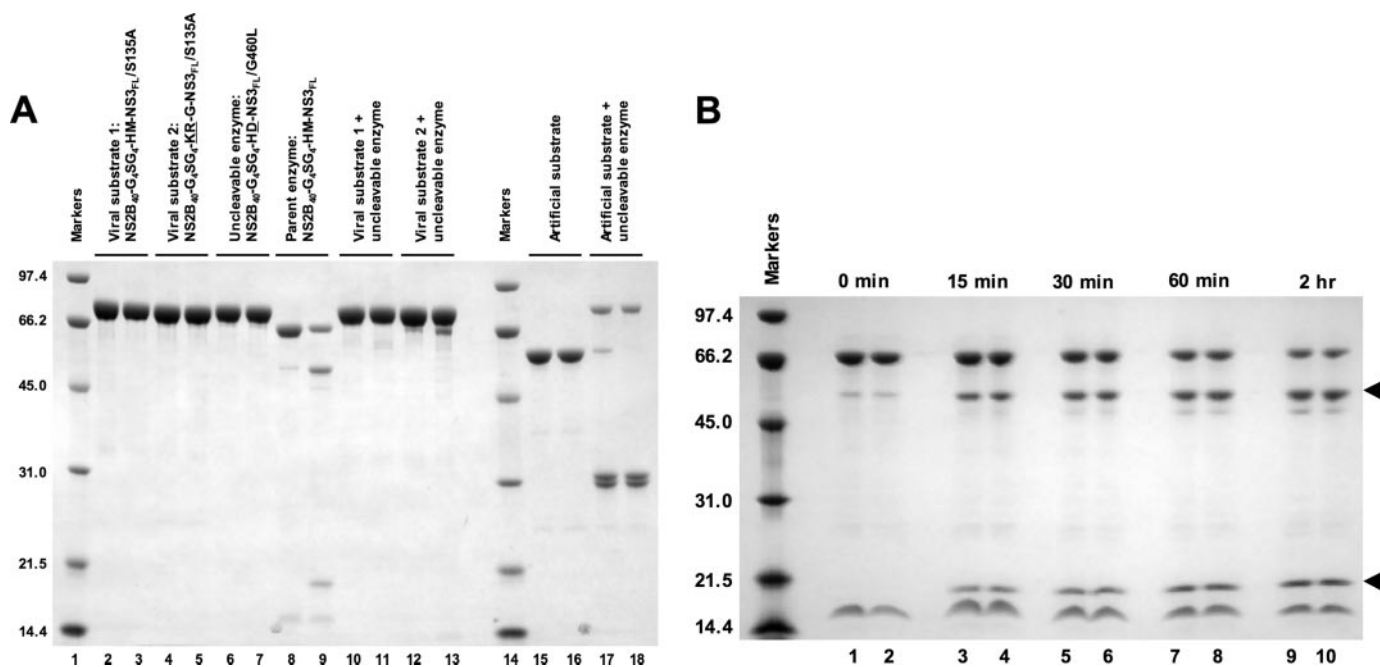 A
Markers
Viral substrate 1:
NS2B40-G4SG4-HM-NS3FL/S135A
Viral substrate 2:
NS2B40-G4SG4-KR-G-NS3FL/S135A
Uncleavable enzyme:
NS2B40-G4SG4-HD-NS3FL/G460L
Parent enzyme:
NS2B40-G4SG4-HM-NS3FL
Viral substrate 1 +
uncleavable enzyme
Viral substrate 2 +
uncleavable enzyme
Markers
Artificial substrate
Artificial substrate +
uncleavable enzyme
97.4
66.2
45.0
31.0
21.5
14.4
1 2 3 4 5 6 7 8 9 10 11 12 13 14 15 16 17 18
B
Markers
0 min 15 min 30 min 60 min 2 hr
97.4
66.2
45.0
31.0
21.5
14.4
1 2 3 4 5 6 7 8 9 10